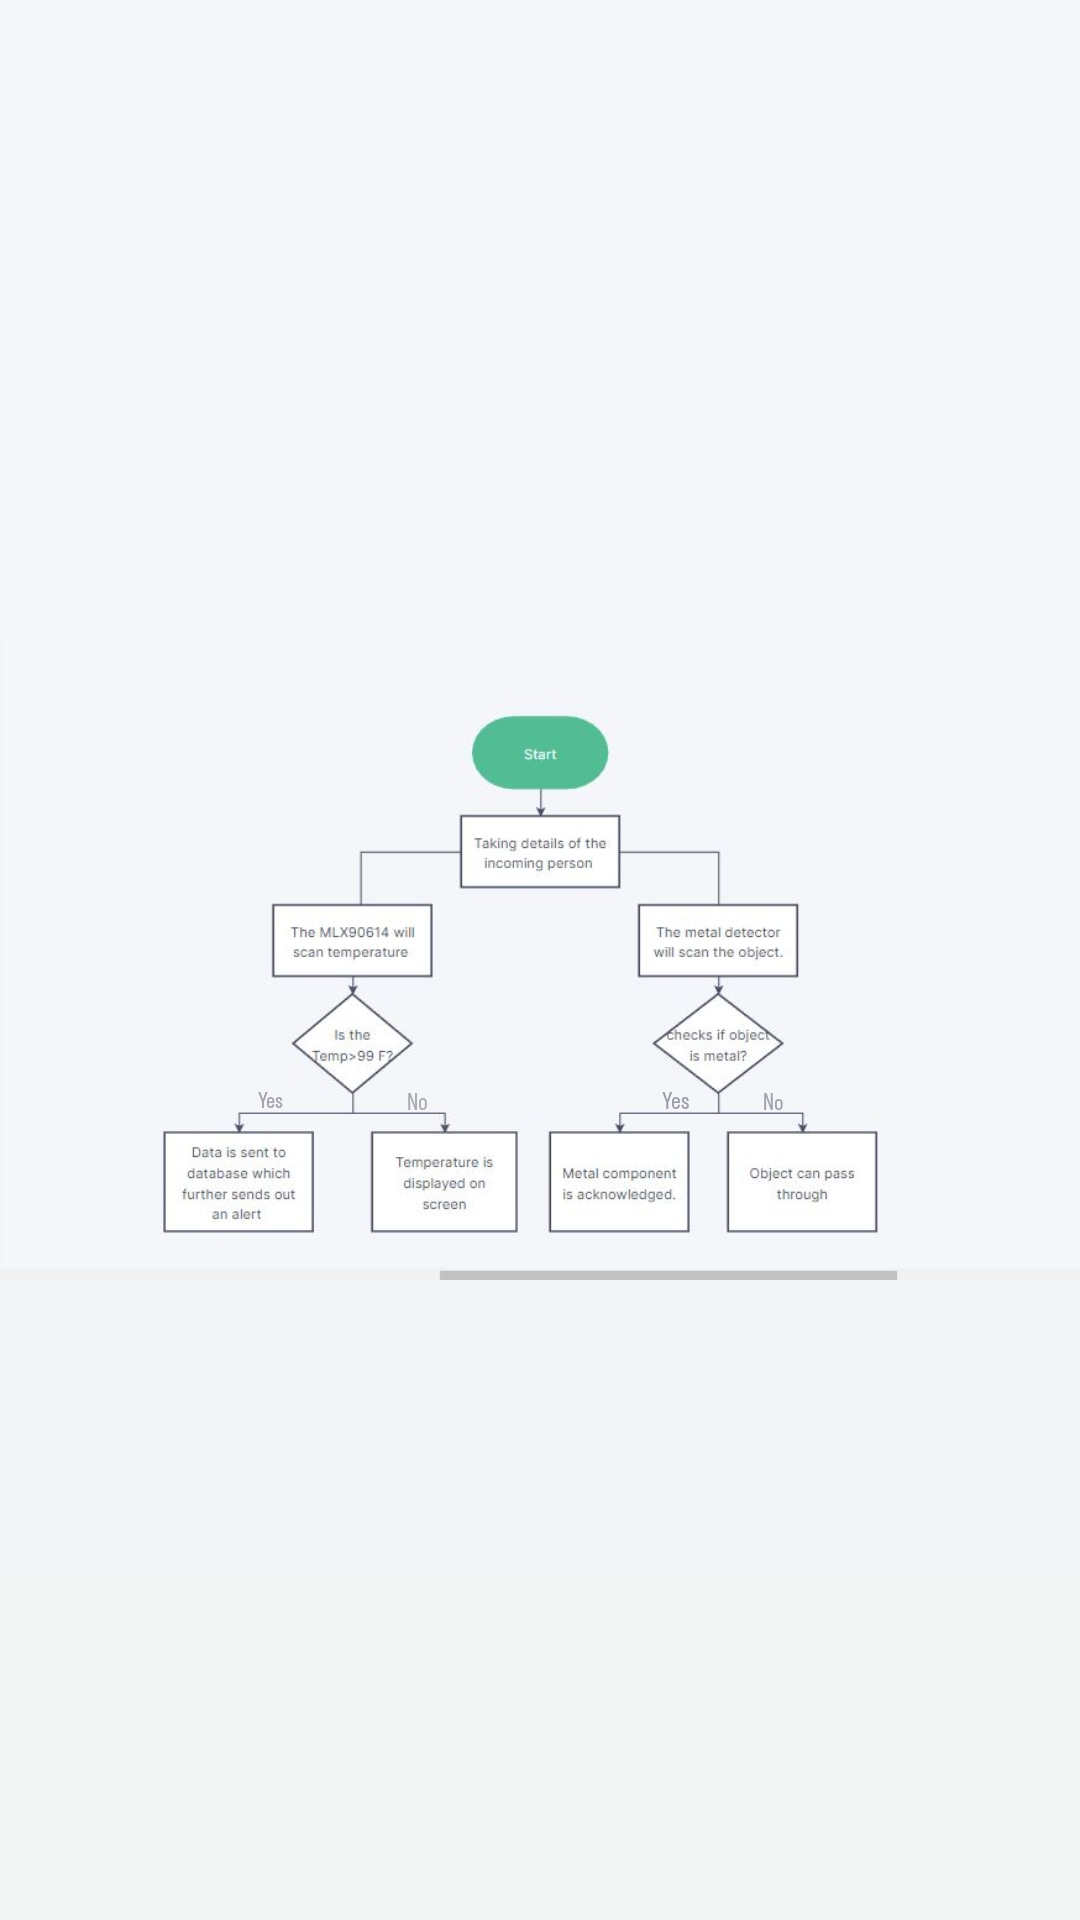 Start
Taking details of the
incoming person
The MLX90614 will
scan temperature
The metal detector
will scan the object.
Is the
Temp>99 F?
checks if object
is metal?
Yes
No
Yes
No
Data is sent to
database which
further sends out
an alert
Temperature is
displayed on
screen
Metal component
is acknowledged.
Object can pass
through